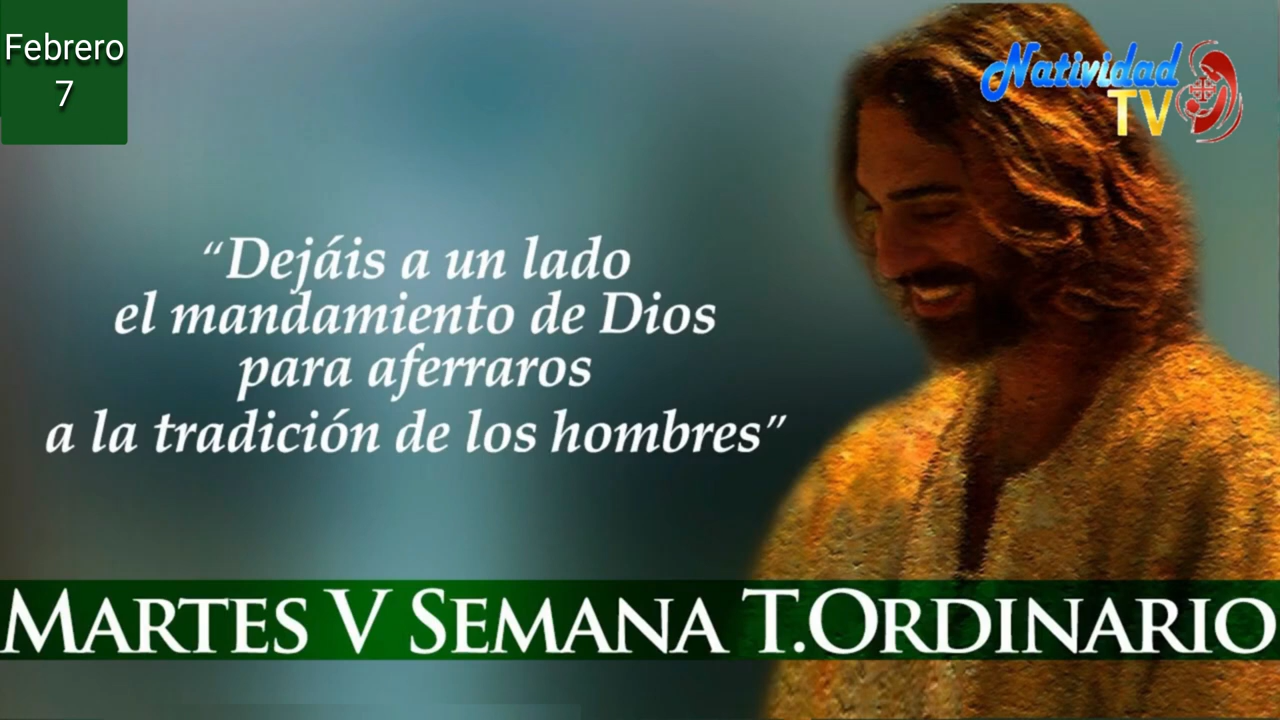 Febrero
7
Natividad
TV
“Dejáis a un lado
el mandamiento de Dios
para aferraros
a la tradición de los hombres”
MARTES V SEMANA T.ORDINARIO